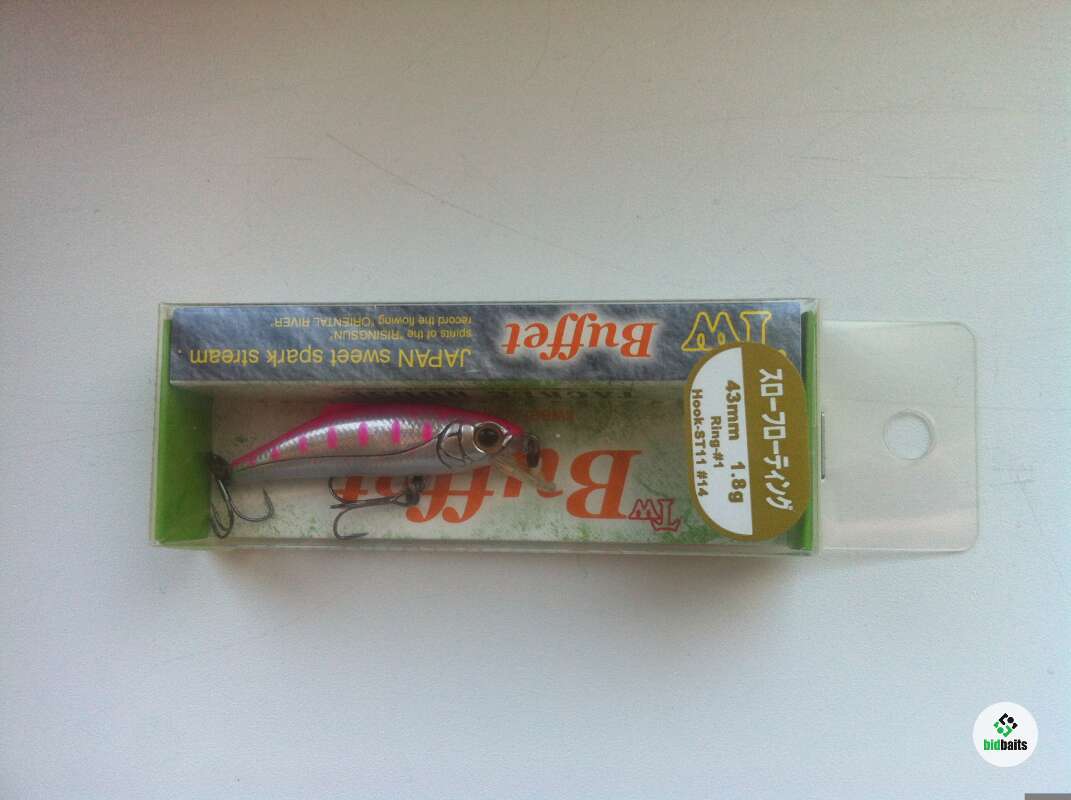 TW
Buffet
JAPAN sweet spark stream
spirits of the "RISINGSUN",
record the flowing "ORIENTAL RIVER"
sweet
TW
Buffet
スローフローティング
43mm 1.8g
Ring-#1
Hook-ST11 #14
bidbaits